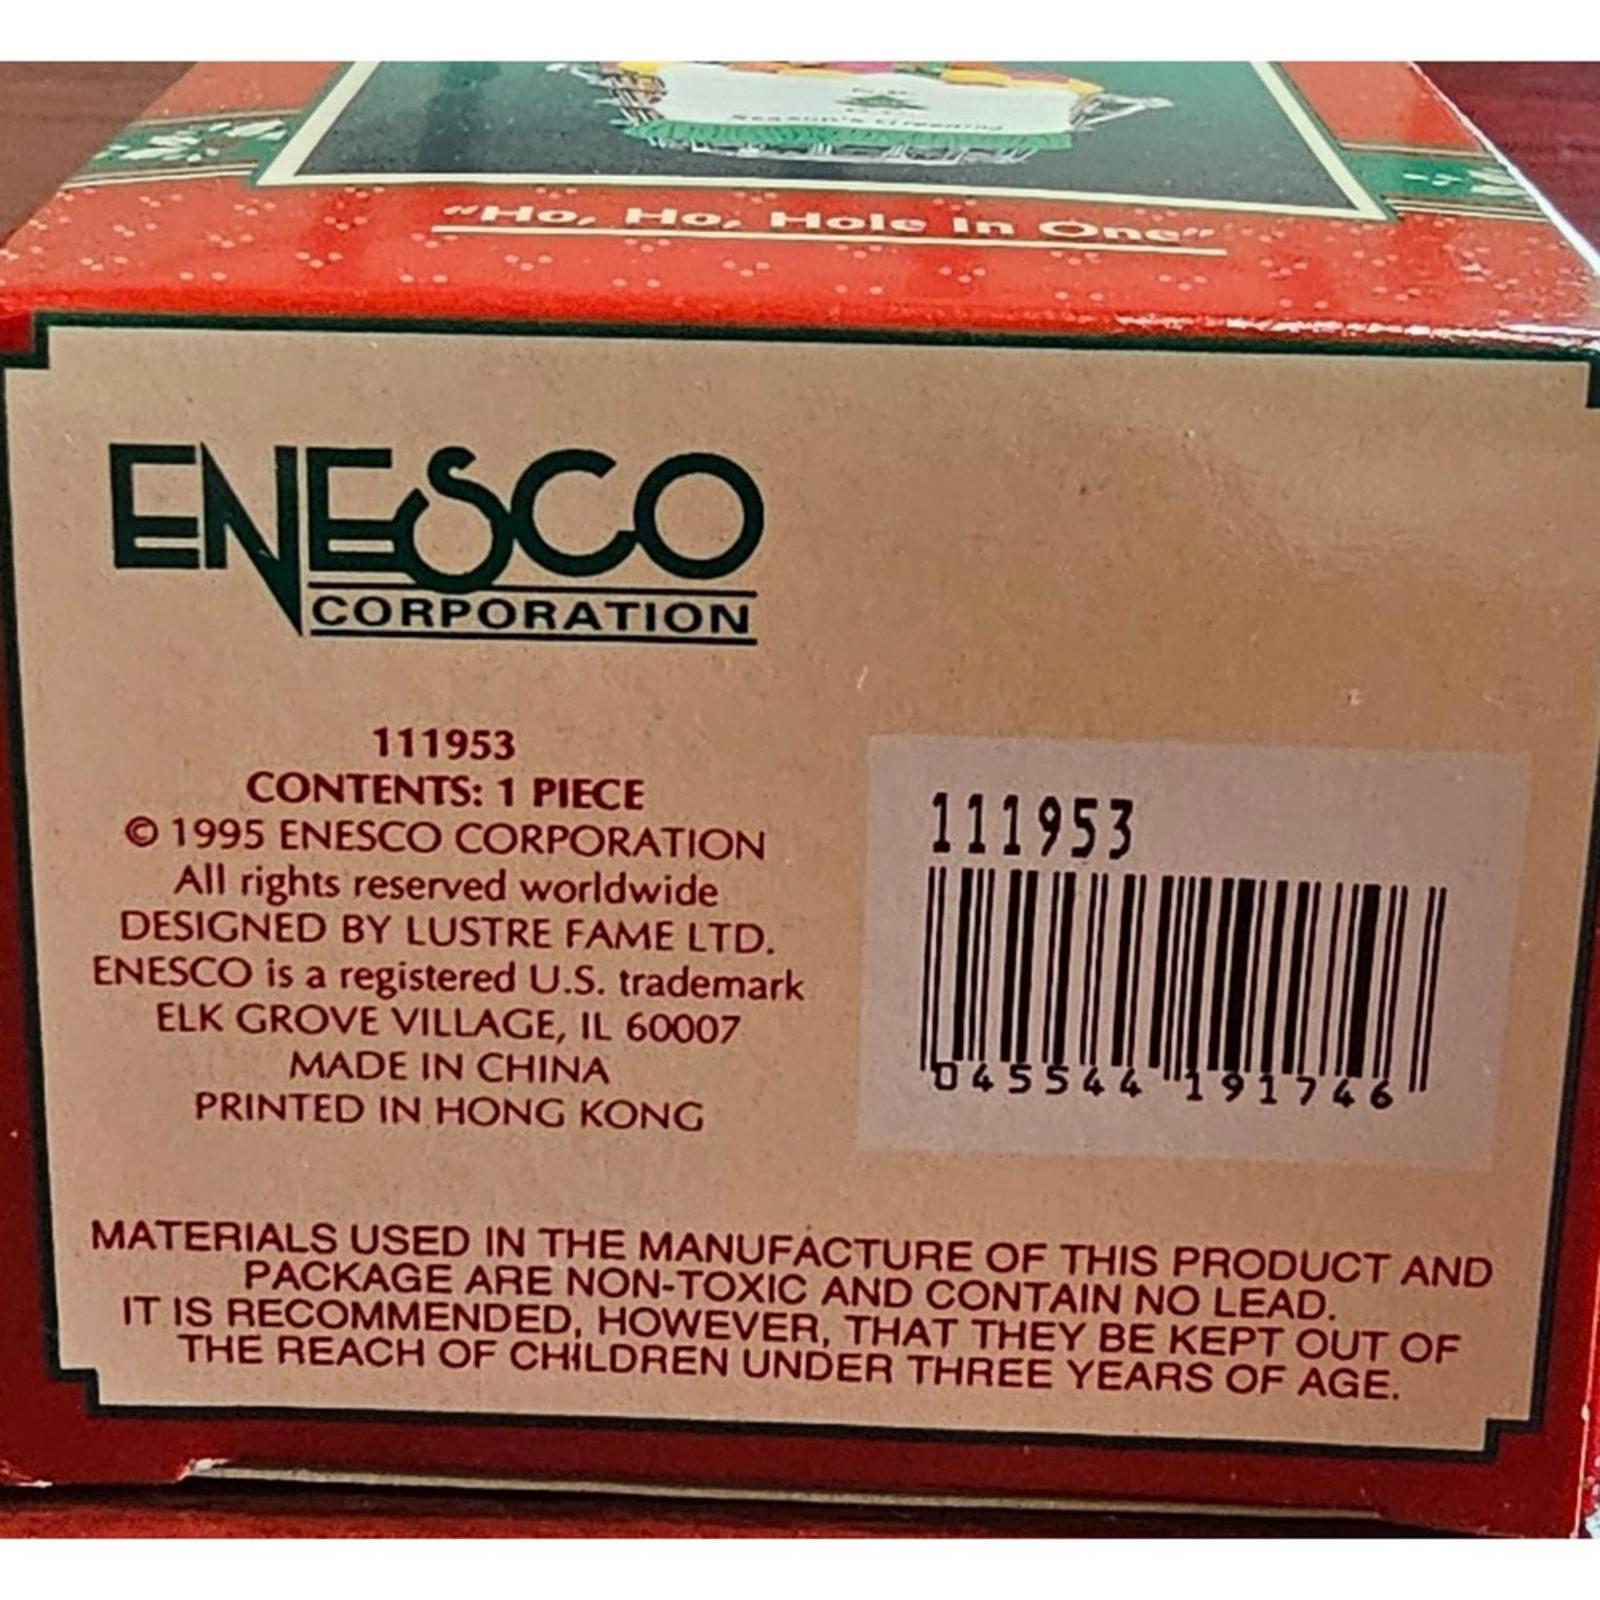 Season's Greening
"Ho, Ho, Hole In One"
ENESCO
CORPORATION
111953
CONTENTS: 1 PIECE
© 1995 ENESCO CORPORATION
All rights reserved worldwide
DESIGNED BY LUSTRE FAME LTD.
ENESCO is a registered U.S. trademark
ELK GROVE VILLAGE, IL 60007
MADE IN CHINA
PRINTED IN HONG KONG
111953
045544 191746
MATERIALS USED IN THE MANUFACTURE OF THIS PRODUCT AND
PACKAGE ARE NON-TOXIC AND CONTAIN NO LEAD.
IT IS RECOMMENDED, HOWEVER, THAT THEY BE KEPT OUT OF
THE REACH OF CHILDREN UNDER THREE YEARS OF AGE.